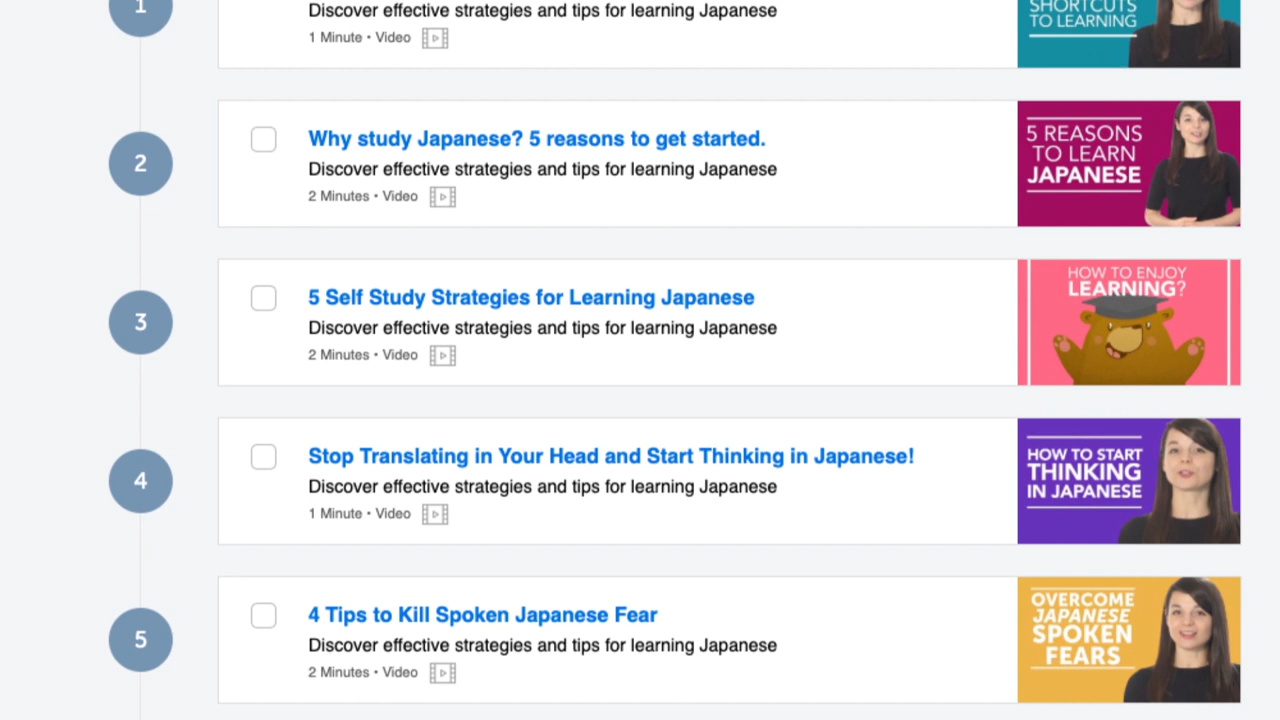 1
Discover effective strategies and tips for learning Japanese
1 Minute • Video
SHORTCUTS
TO LEARNING
2
Why study Japanese? 5 reasons to get started.
Discover effective strategies and tips for learning Japanese
2 Minutes • Video
5 REASONS
TO LEARN
JAPANESE
3
5 Self Study Strategies for Learning Japanese
Discover effective strategies and tips for learning Japanese
2 Minutes • Video
HOW TO ENJOY
LEARNING?
4
Stop Translating in Your Head and Start Thinking in Japanese!
Discover effective strategies and tips for learning Japanese
1 Minute • Video
HOW TO START
THINKING
IN JAPANESE
5
4 Tips to Kill Spoken Japanese Fear
Discover effective strategies and tips for learning Japanese
2 Minutes • Video
OVERCOME
JAPANESE
SPOKEN
FEARS